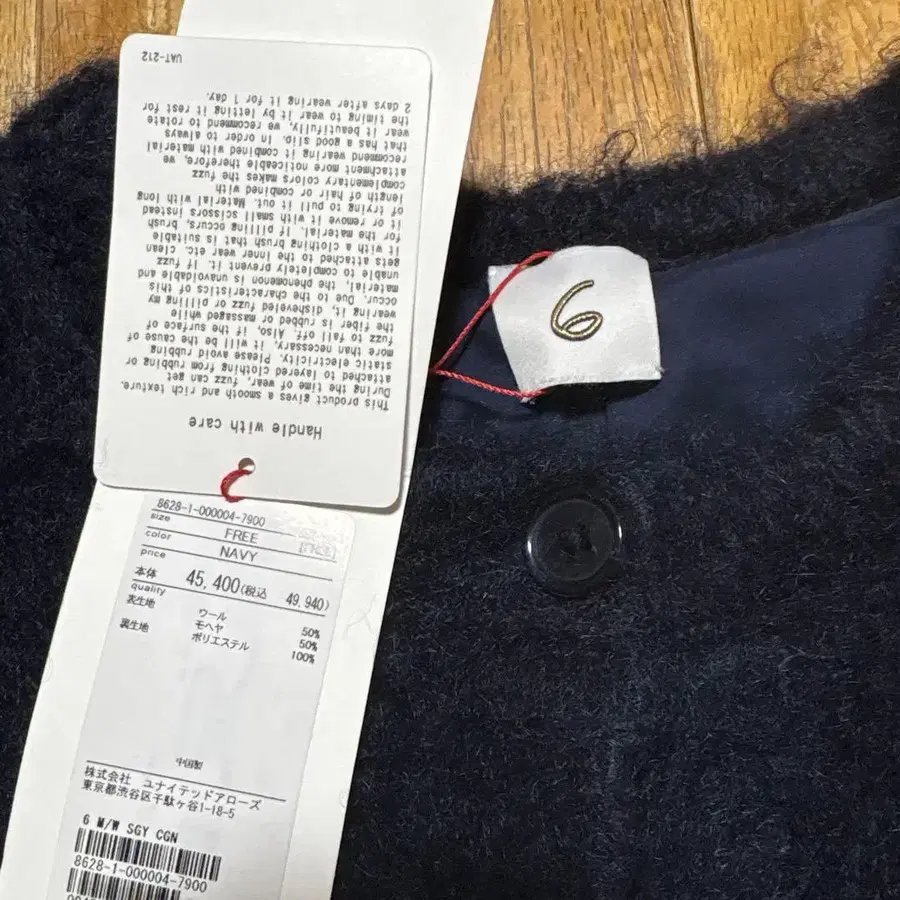 Handle with care
This product gives a smooth and rich texture.
During the time of wear, fuzz can get
attached to layered clothing from rubbing or
static electricity. Please avoid rubbing
more than necessary, it will be the cause of
fuzz to fall off. Also, if the surface of
the fiber is rubbed or massaged while
wearing it, disheveled fuzz or pilling my
occur. Due to the characteristics of this
material, the phenomenon is unavoidable and
unable to completely prevent it. If fuzz
gets attached to the inner wear etc. clean
it with a clothing brush that is suitable
for the material. If pilling occurs, brush
it or remove it with small scissors instead
of trying to pull it out. Material with long
length of hair or combined with
complementary colors makes the fuzz
attachment more noticeable, therefore, we
recommend wearing it combined with material
that has a good slip. In order to always
wear it beautifully, we recommend to rotate
the timing to wear it by letting it rest for
2 days after wearing it for 1 day.
UAT-212
6
8628-1-000004-7900
size FREE
color NAVY
price
本体 45,400(税込 49,940)
quality
表生地 ウール 50%
モヘヤ 50%
裏生地 ポリエステル 100%
中国製
株式会社 ユナイテッドアローズ
東京都渋谷区千駄ヶ谷1-18-5
6 M/W SGY CGN
8628-1-000004-7900